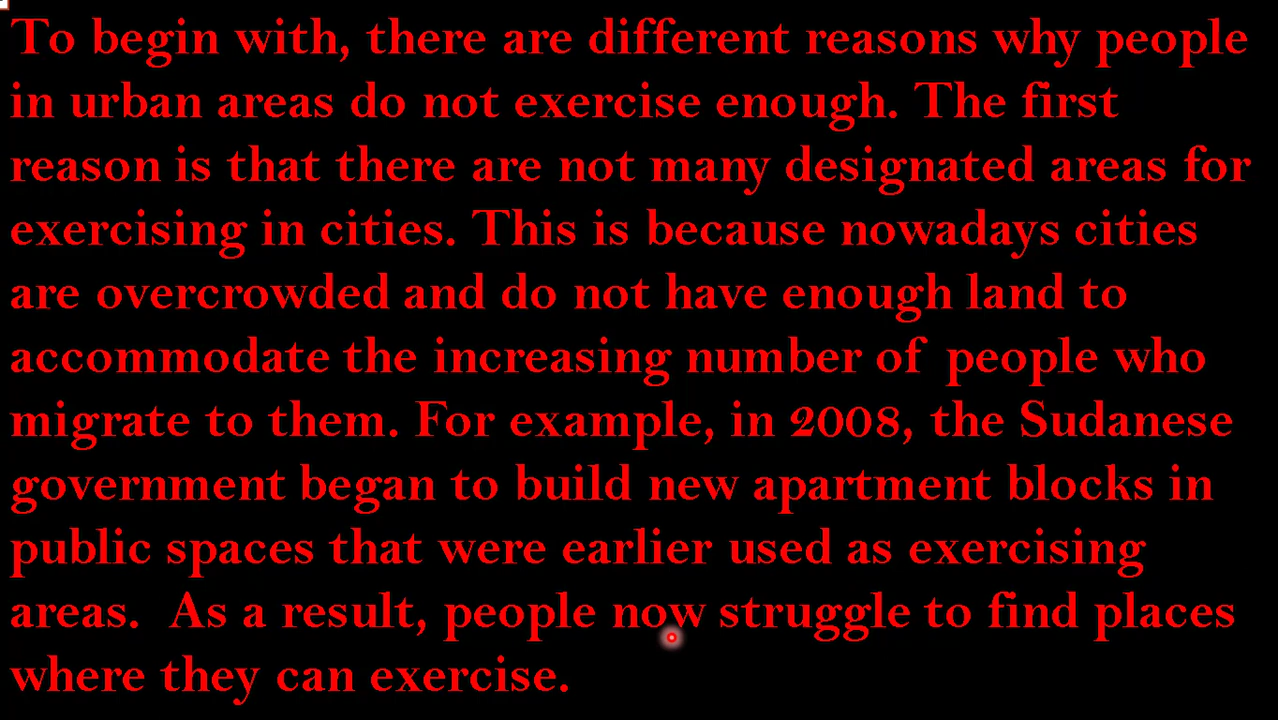 To begin with, there are different reasons why people
in urban areas do not exercise enough. The first
reason is that there are not many designated areas for
exercising in cities. This is because nowadays cities
are overcrowded and do not have enough land to
accommodate the increasing number of people who
migrate to them. For example, in 2008, the Sudanese
government began to build new apartment blocks in
public spaces that were earlier used as exercising
areas. As a result, people now struggle to find places
where they can exercise.